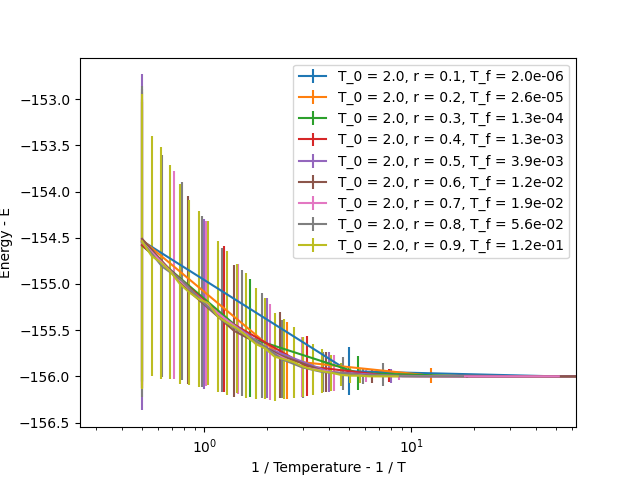 T_0 = 2.0, r = 0.1, T_f = 2.0e-06
T_0 = 2.0, r = 0.2, T_f = 2.6e-05
T_0 = 2.0, r = 0.3, T_f = 1.3e-04
T_0 = 2.0, r = 0.4, T_f = 1.3e-03
T_0 = 2.0, r = 0.5, T_f = 3.9e-03
T_0 = 2.0, r = 0.6, T_f = 1.2e-02
T_0 = 2.0, r = 0.7, T_f = 1.9e-02
T_0 = 2.0, r = 0.8, T_f = 5.6e-02
T_0 = 2.0, r = 0.9, T_f = 1.2e-01
−153.0
−153.5
−154.0
−154.5
−155.0
−155.5
−156.0
−156.5
Energy - E
10⁰
10¹
1 / Temperature - 1 / T